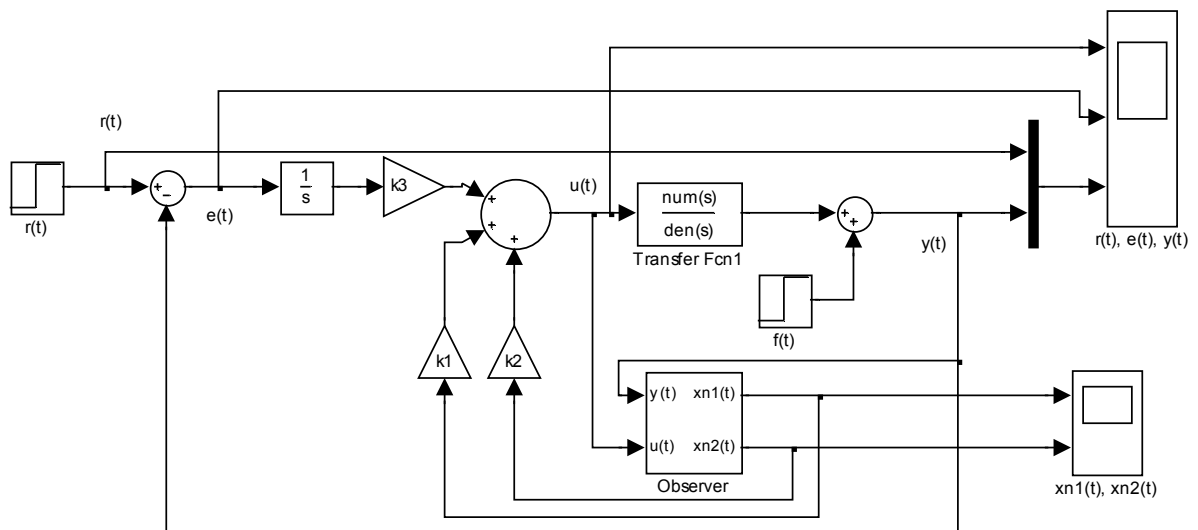 r(t)
r(t)
+
−
e(t)
1
s
k3
+
+
+
u(t)
num(s)
den(s)
Transfer Fcn1
+
+
y(t)
f(t)
r(t), e(t), y(t)
k1
k2
y(t)
u(t)
xn1(t)
xn2(t)
Observer
xn1(t), xn2(t)